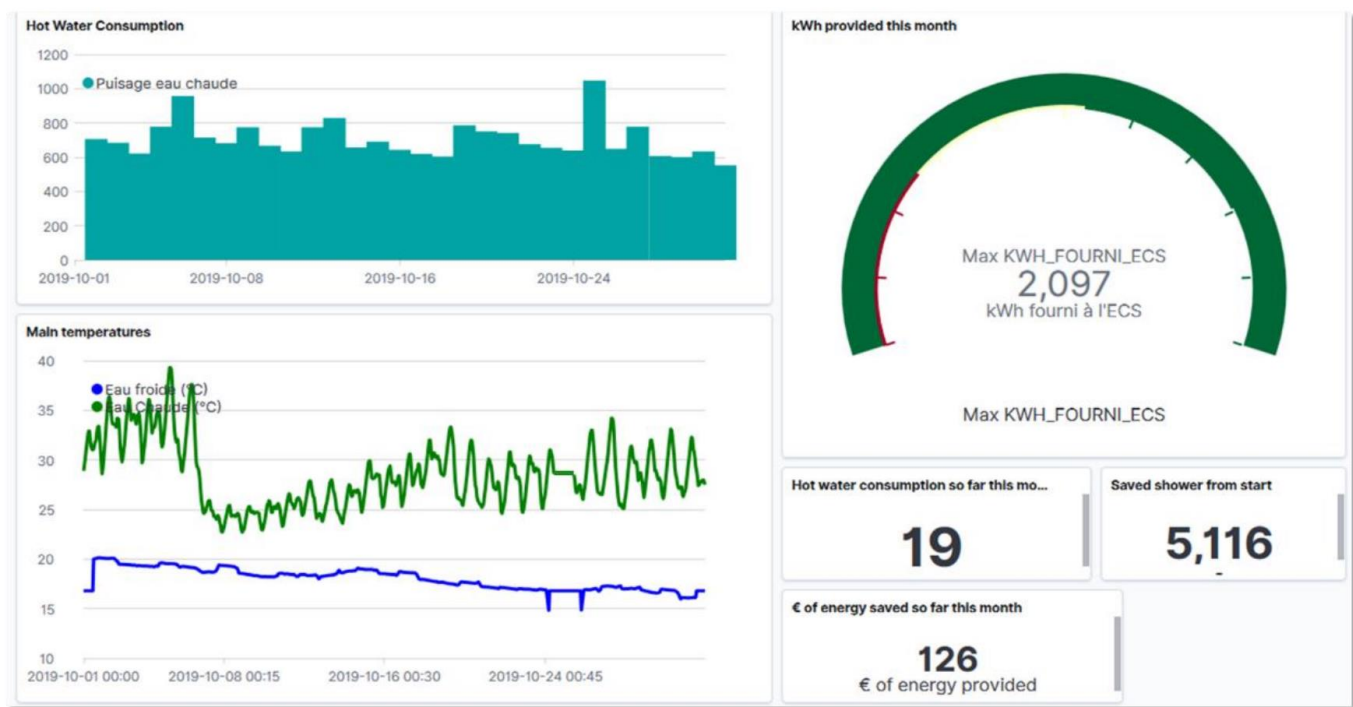 Hot Water Consumption
1200
1000
800
600
400
200
0
Puisage eau chaude
2019-10-01 2019-10-08 2019-10-16 2019-10-24
Main temperatures
40
35
30
25
20
15
10
Eau froide (°C)
Eau Chaude (°C)
2019-10-01 00:00 2019-10-08 00:15 2019-10-16 00:30 2019-10-24 00:45
kWh provided this month
Max KWH_FOURNI_ECS
2,097
kWh fourni à l'ECS
Max KWH_FOURNI_ECS
Hot water consumption so far this mo...
19
Saved shower from start
5,116
-
€ of energy saved so far this month
126
€ of energy provided